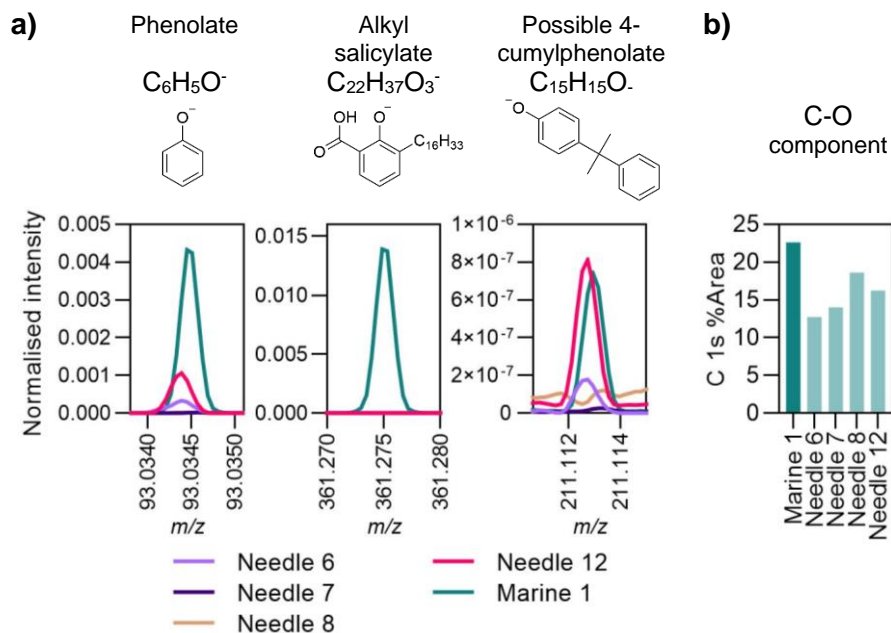 a)
Phenolate
C₆H₅O⁻
O⁻
Alkyl
salicylate
C₂₂H₃₇O₃⁻
OH
O⁻
O
C₁₆H₃₃
Possible 4-
cumylphenolate
C₁₅H₁₅O-
⁻O
b)
C-O
component
Normalised intensity
0.005
0.004
0.003
0.002
0.001
0.000
93.0340
93.0345
93.0350
m/z
0.015
0.010
0.005
0.000
361.270
361.275
361.280
m/z
1×10⁻⁶
8×10⁻⁷
6×10⁻⁷
4×10⁻⁷
2×10⁻⁷
0
211.112
211.114
m/z
C 1s %Area
25
20
15
10
5
0
Marine 1
Needle 6
Needle 7
Needle 8
Needle 12
Needle 6
Needle 7
Needle 8
Needle 12
Marine 1